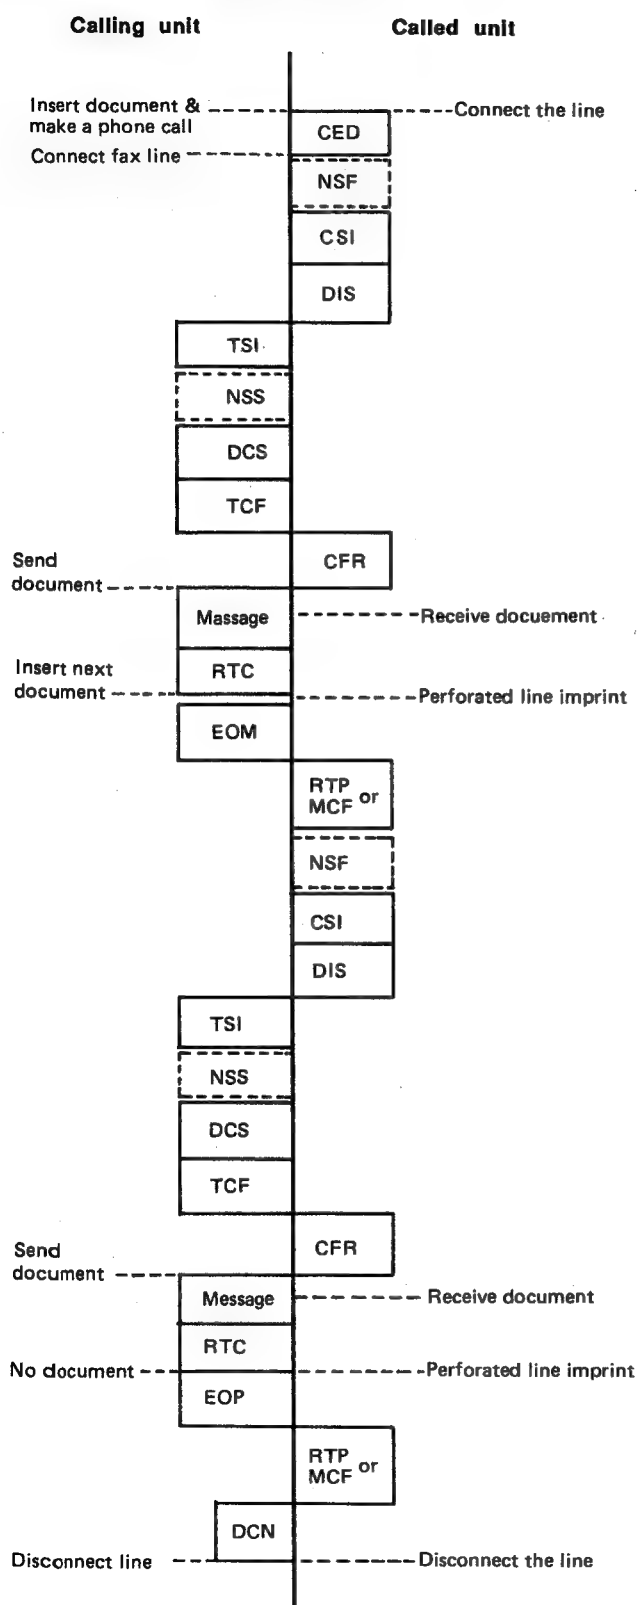 Calling unit
Called unit
Insert document &
make a phone call
Connect the line
CED
Connect fax line
NSF
CSI
DIS
TSI
NSS
DCS
TCF
CFR
Send
document
Massage
Receive docuement
RTC
Insert next
document
Perforated line imprint
EOM
RTP
MCF or
NSF
CSI
DIS
TSI
NSS
DCS
TCF
CFR
Send
document
Message
Receive document
RTC
No document
Perforated line imprint
EOP
RTP
MCF or
DCN
Disconnect line
Disconnect the line